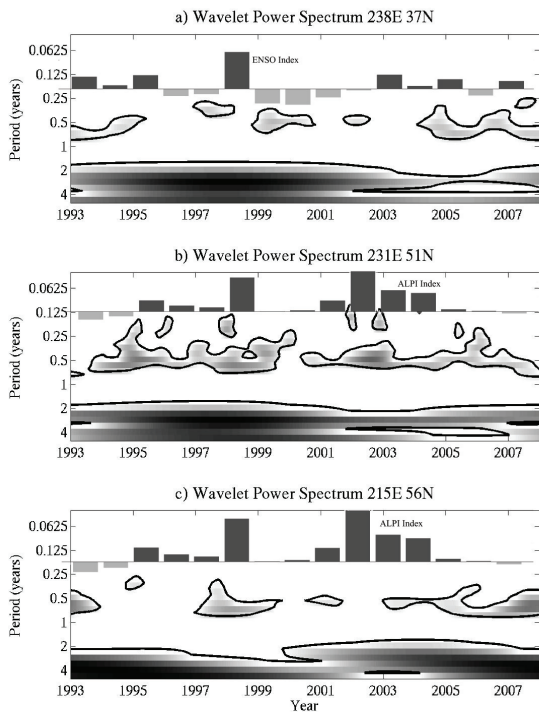 a) Wavelet Power Spectrum 238E 37N
ENSO Index
0.0625
0.125
0.25
0.5
1
2
4
Period (years)
1993 1995 1997 1999 2001 2003 2005 2007
b) Wavelet Power Spectrum 231E 51N
ALPI Index
0.0625
0.125
0.25
0.5
1
2
4
Period (years)
1993 1995 1997 1999 2001 2003 2005 2007
c) Wavelet Power Spectrum 215E 56N
ALPI Index
0.0625
0.125
0.25
0.5
1
2
4
Period (years)
1993 1995 1997 1999 2001 2003 2005 2007
Year